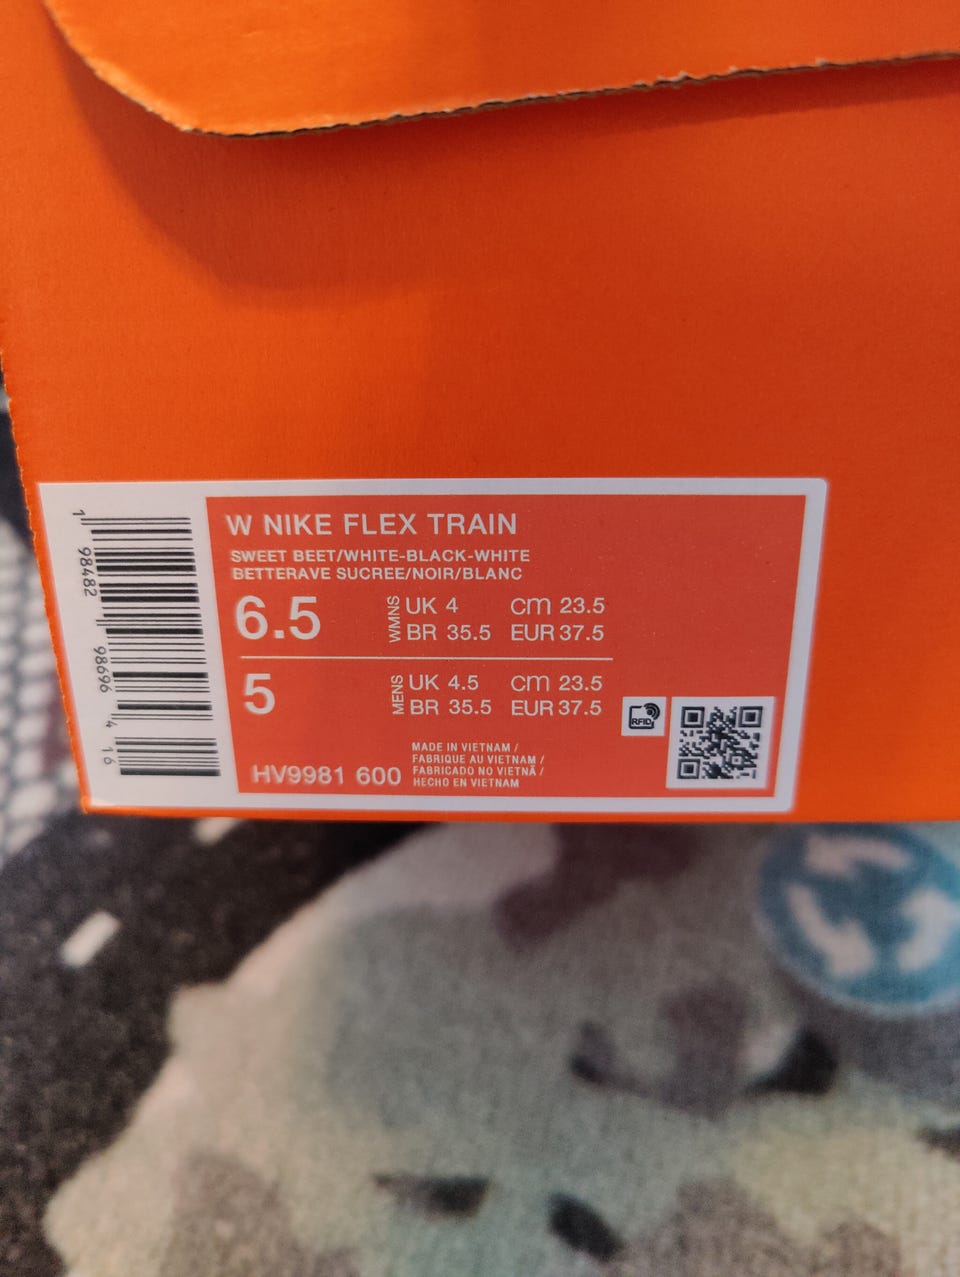 W NIKE FLEX TRAIN
SWEET BEET/WHITE-BLACK-WHITE
BETTERAVE SUCREE/NOIR/BLANC
6.5 WMNS UK 4 cm 23.5
BR 35.5 EUR 37.5
5 MENS UK 4.5 cm 23.5
BR 35.5 EUR 37.5
RFID
MADE IN VIETNAM /
FABRIQUE AU VIETNAM /
HV9981 600 FABRICADO NO VIETNÃ /
HECHO EN VIETNAM
1 98482 98696 4 16